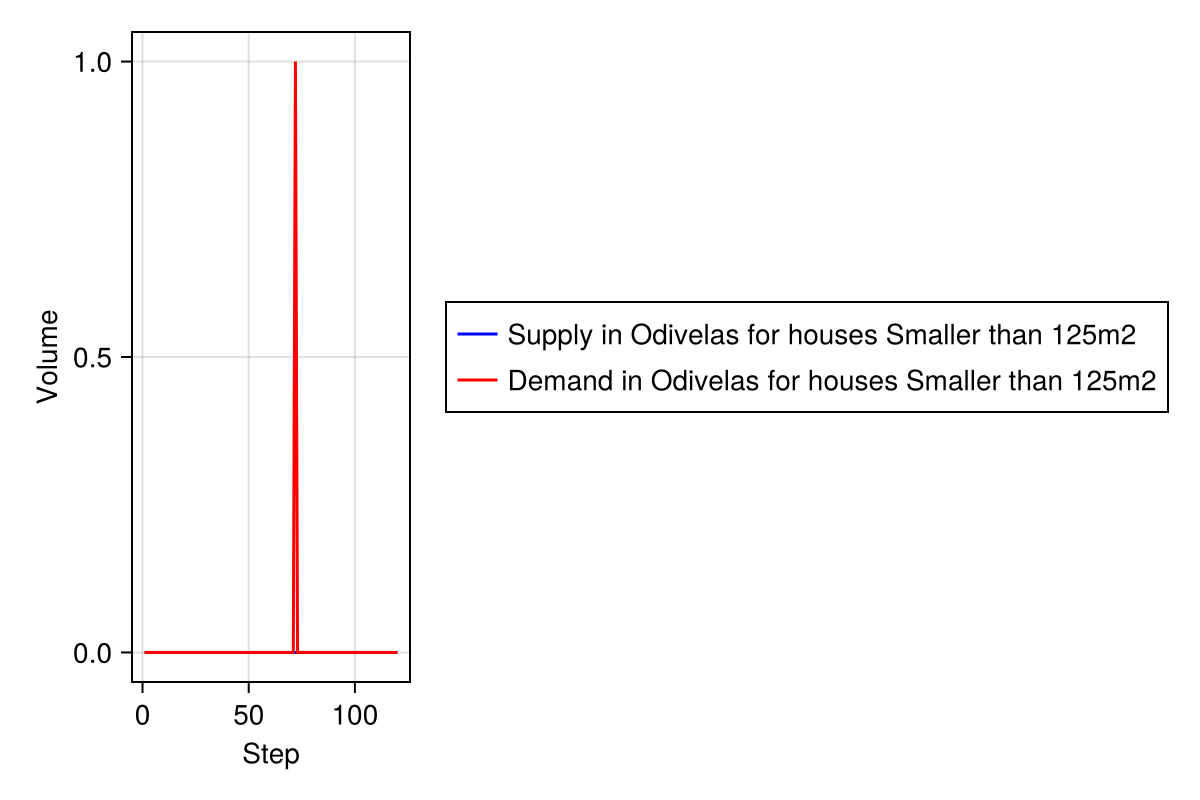 1.0
0.5
0.0
Volume
0
50
100
Step
Supply in Odivelas for houses Smaller than 125m2
Demand in Odivelas for houses Smaller than 125m2